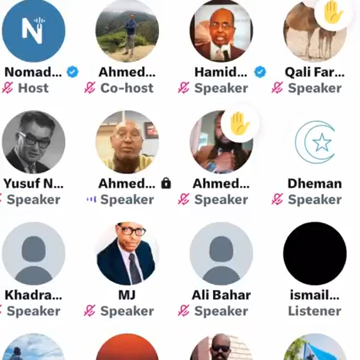 N
Nomad... Ahmed... Hamid... Qali Far...
Host Co-host Speaker Speaker
Yusuf N... Ahmed... Ahmed... Dheman
Speaker Speaker Speaker Speaker
Khadra... MJ Ali Bahar ismail...
Speaker Speaker Speaker Listener